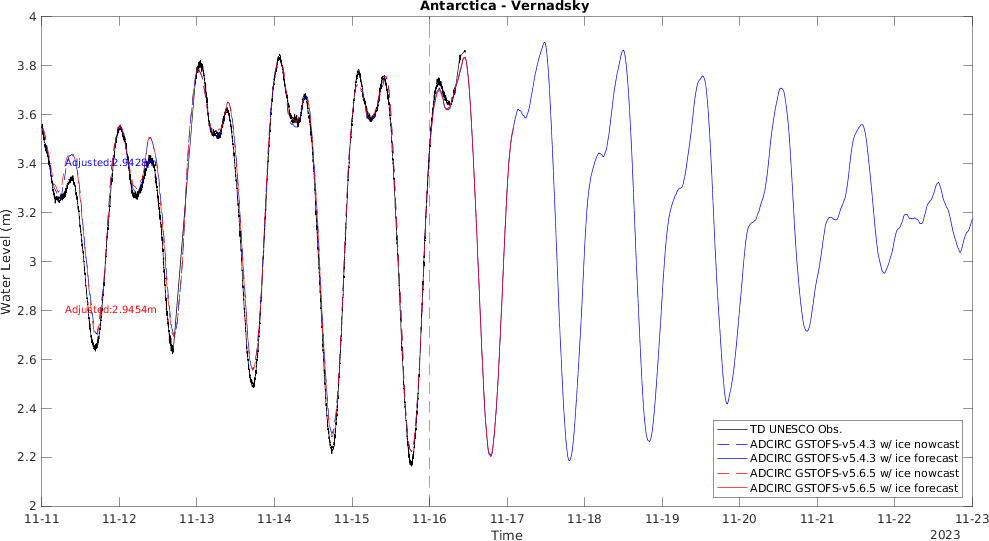 Antarctica - Vernadsky
4
3.8
3.6
3.4
3.2
3
2.8
2.6
2.4
2.2
2
Water Level (m)
Adjusted:2.9428m
Adjusted:2.9454m
TD UNESCO Obs.
ADCIRC GSTOFS-v5.4.3 w/ ice nowcast
ADCIRC GSTOFS-v5.4.3 w/ ice forecast
ADCIRC GSTOFS-v5.6.5 w/ ice nowcast
ADCIRC GSTOFS-v5.6.5 w/ ice forecast
11-11 11-12 11-13 11-14 11-15 11-16 11-17 11-18 11-19 11-20 11-21 11-22 11-23
Time
2023